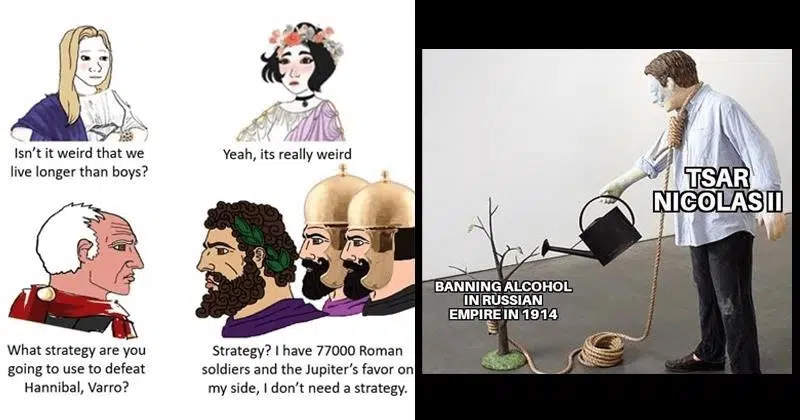 Isn't it weird that we
live longer than boys?
Yeah, its really weird
What strategy are you
going to use to defeat
Hannibal, Varro?
Strategy? I have 77000 Roman
soldiers and the Jupiter's favor on
my side, I don't need a strategy.
TSAR
NICOLAS II
BANNING ALCOHOL
IN RUSSIAN
EMPIRE IN 1914